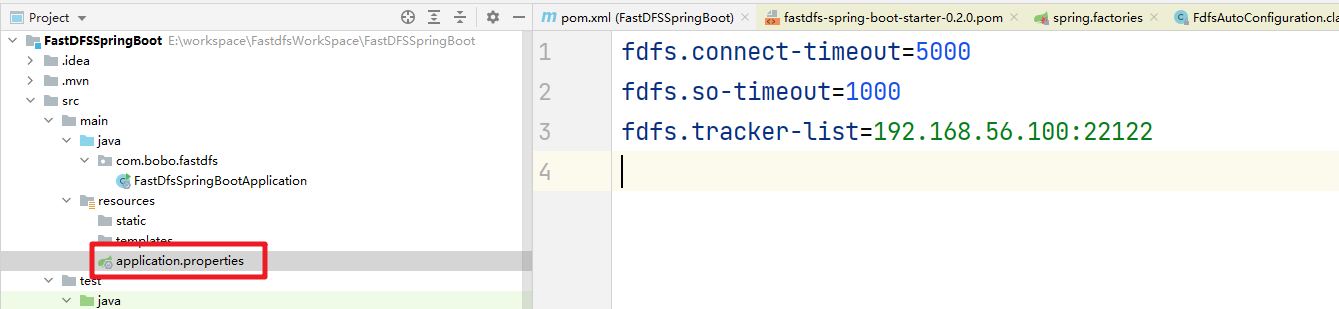 Project
FastDFSSpringBoot E:\workspace\FastdfsWorkSpace\FastDFSSpringBoot
.idea
.mvn
src
main
java
com.bobo.fastdfs
FastDfsSpringBootApplication
resources
static
templates
application.properties
test
java
pom.xml (FastDFSSpringBoot) fastdfs-spring-boot-starter-0.2.0.pom spring.factories FdfsAutoConfiguration.cla
1 fdfs.connect-timeout=5000
2 fdfs.so-timeout=1000
3 fdfs.tracker-list=192.168.56.100:22122
4